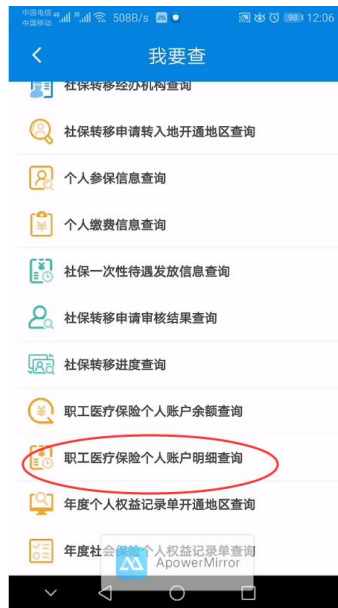 中国电信 46 508B/s 98 12:06
中国移动
我要查
社保转移经办机构查询
社保转移申请转入地开通地区查询
个人参保信息查询
个人缴费信息查询
社保一次性待遇发放信息查询
社保转移申请审核结果查询
社保转移进度查询
职工医疗保险个人账户余额查询
职工医疗保险个人账户明细查询
年度个人权益记录单开通地区查询
年度社会保险个人权益记录单查询
ApowerMirror